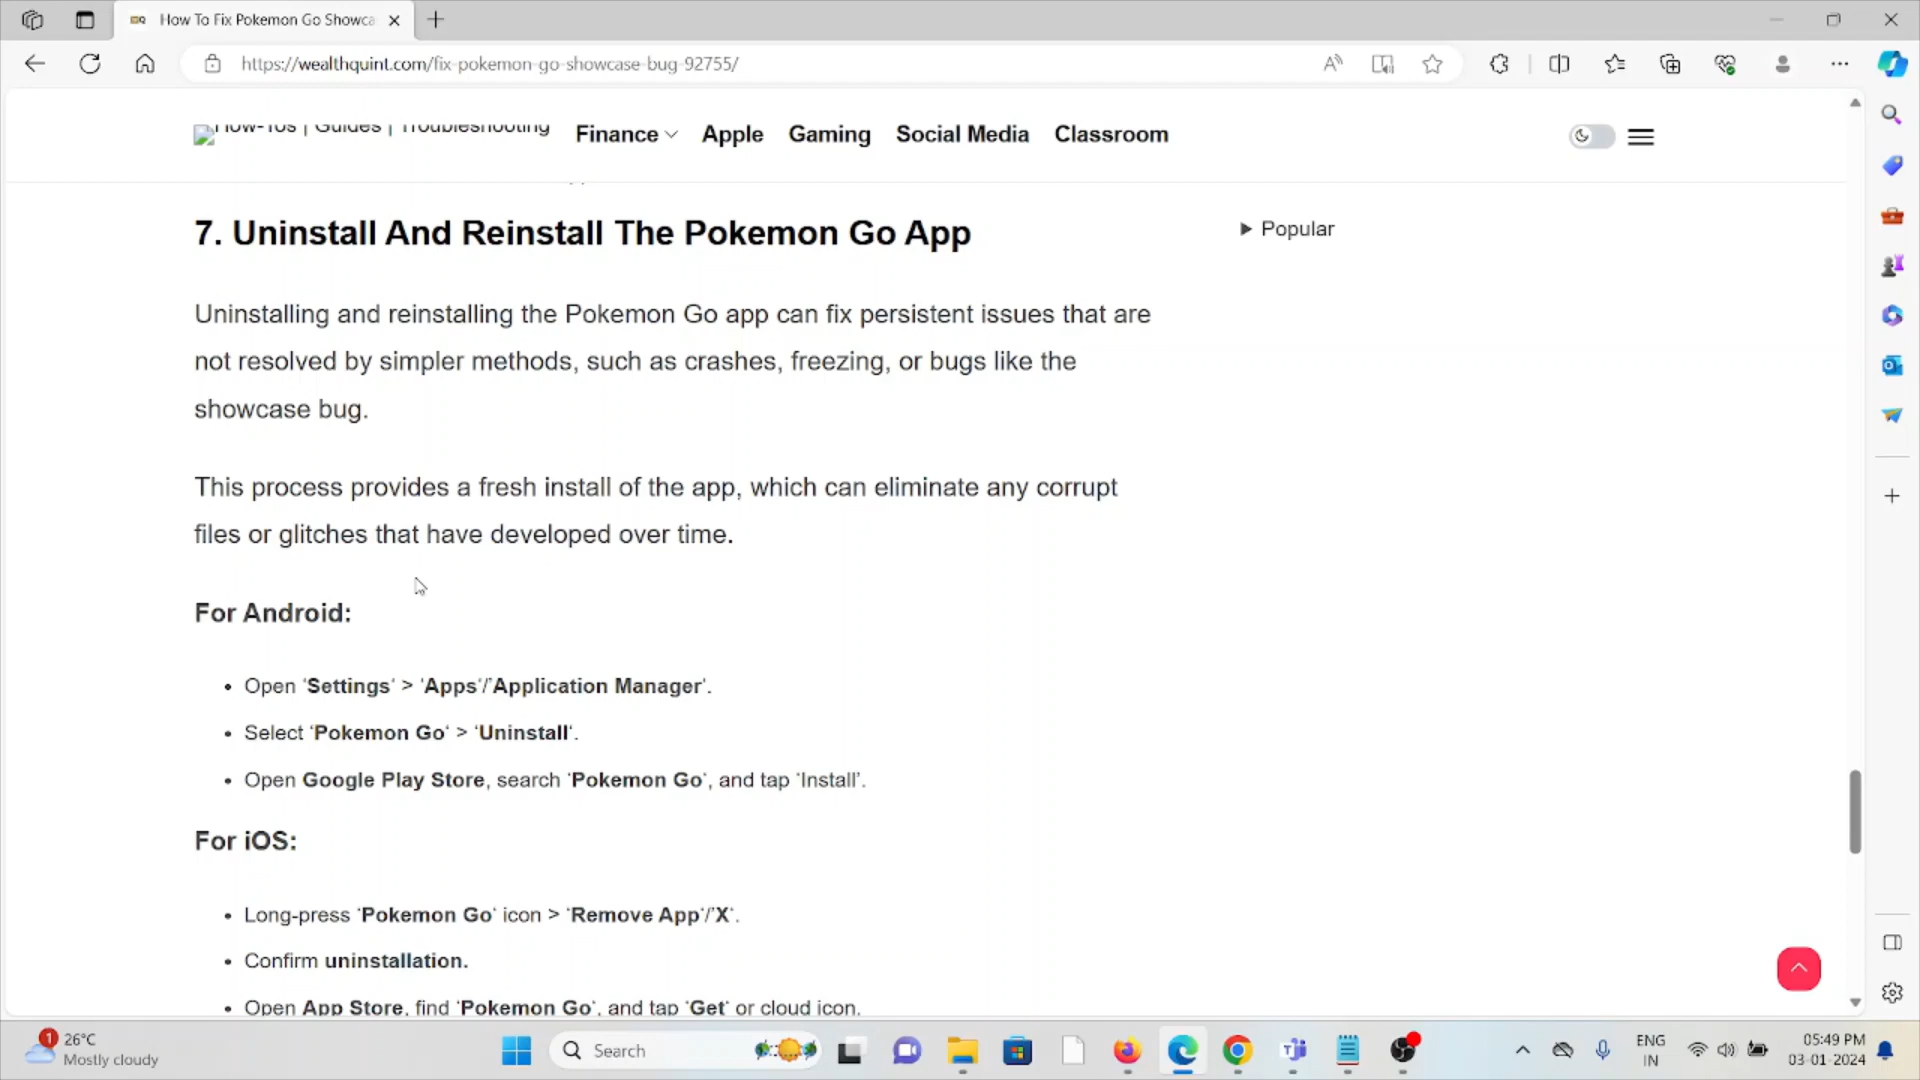 How To Fix Pokemon Go Showca
https://wealthquint.com/fix-pokemon-go-showcase-bug-92755/
How-Tos | Guides | Troubleshooting
Finance
Apple
Gaming
Social Media
Classroom
7. Uninstall And Reinstall The Pokemon Go App
Popular
Uninstalling and reinstalling the Pokemon Go app can fix persistent issues that are
not resolved by simpler methods, such as crashes, freezing, or bugs like the
showcase bug.
This process provides a fresh install of the app, which can eliminate any corrupt
files or glitches that have developed over time.
For Android:
• Open ‘Settings‘ > ‘Apps‘/’Application Manager’.
• Select ‘Pokemon Go‘ > ‘Uninstall‘.
• Open Google Play Store, search ‘Pokemon Go‘, and tap ‘Install’.
For iOS:
• Long-press ‘Pokemon Go‘ icon > ‘Remove App‘/’X‘.
• Confirm uninstallation.
• Open App Store, find ‘Pokemon Go‘, and tap ‘Get‘ or cloud icon.
1
26°C
Mostly cloudy
Search
ENG
IN
05:49 PM
03-01-2024